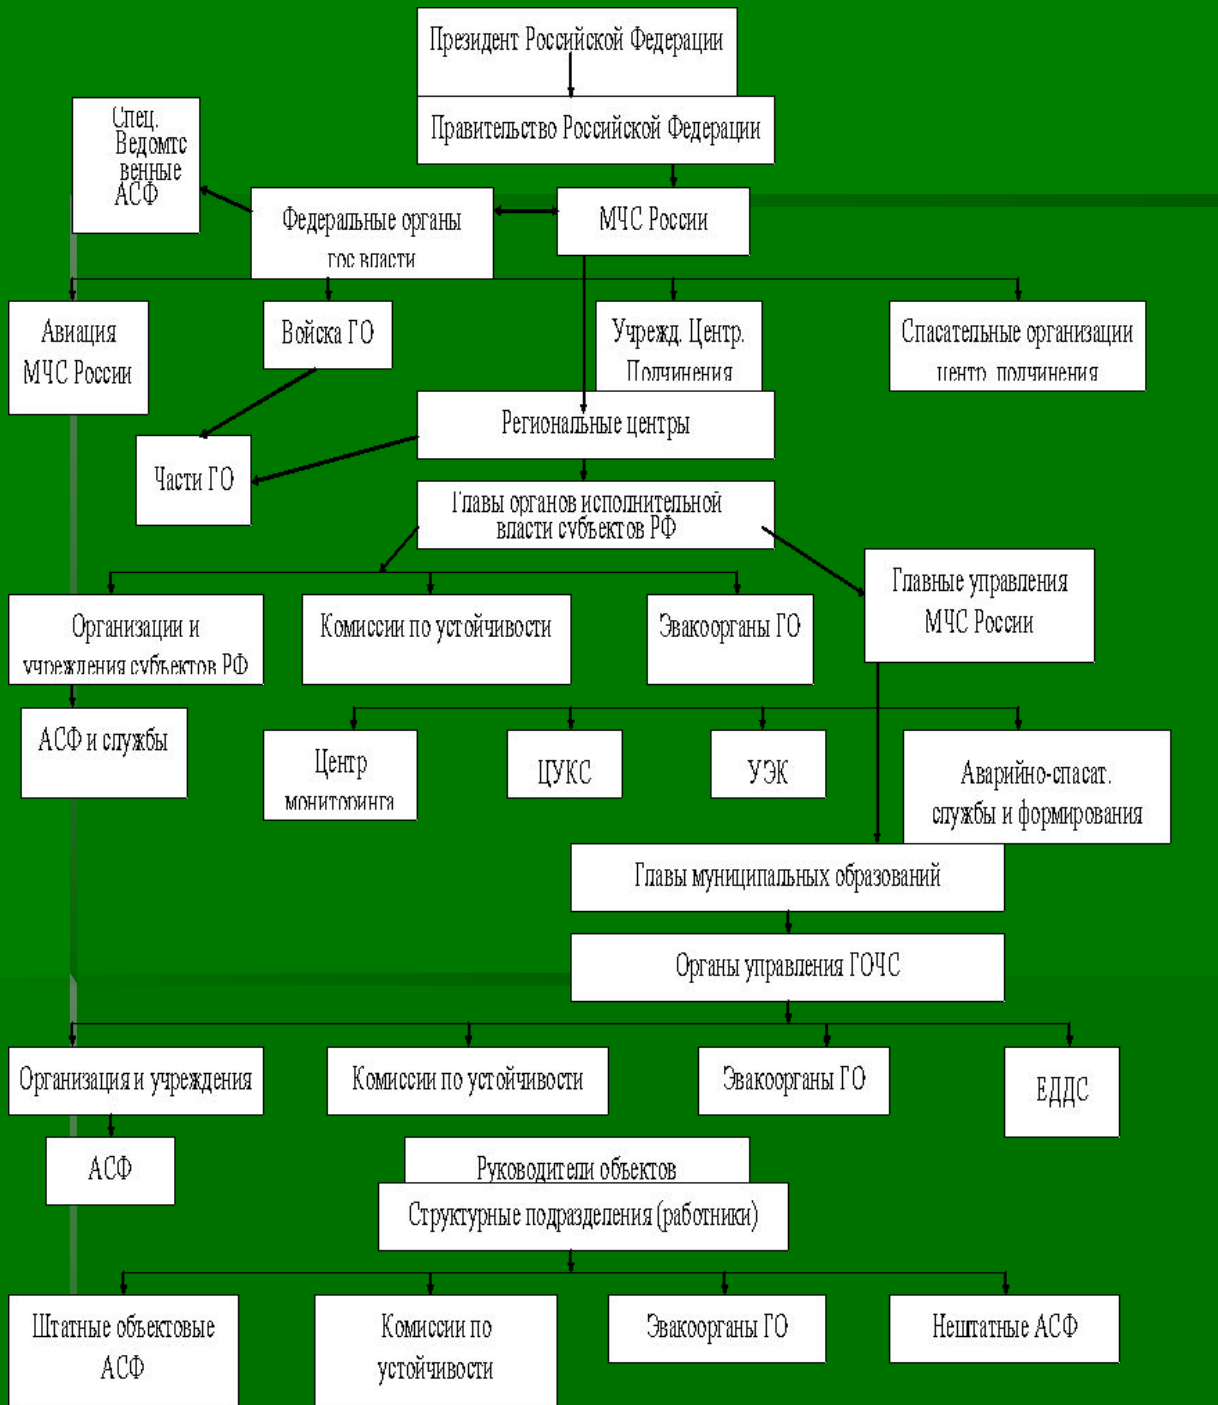 Президент Российской Федерации
Правительство Российской Федерации
Спец.
Ведомтс
венные
АСФ
Федеральные органы
гос власти
МЧС России
Авиация
МЧС России
Войска ГО
Учрежд. Центр.
Подчинения
Спасательные организации
центр. подчинения
Региональные центры
Части ГО
Главы органов исполнительной
власти субъектов РФ
Главные управления
МЧС России
Организации и
учреждения субъектов РФ
Комиссии по устойчивости
Эвакоорганы ГО
АСФ и службы
Центр
мониторинга
ЦУКС
УЭК
Аварийно-спасат.
службы и формирования
Главы муниципальных образований
Органы управления ГОЧС
Организация и учреждения
Комиссии по устойчивости
Эвакоорганы ГО
ЕДДС
АСФ
Руководители объектов
Структурные подразделения (работники)
Штатные объектовые
АСФ
Комиссии по
устойчивости
Эвакоорганы ГО
Нештатные АСФ